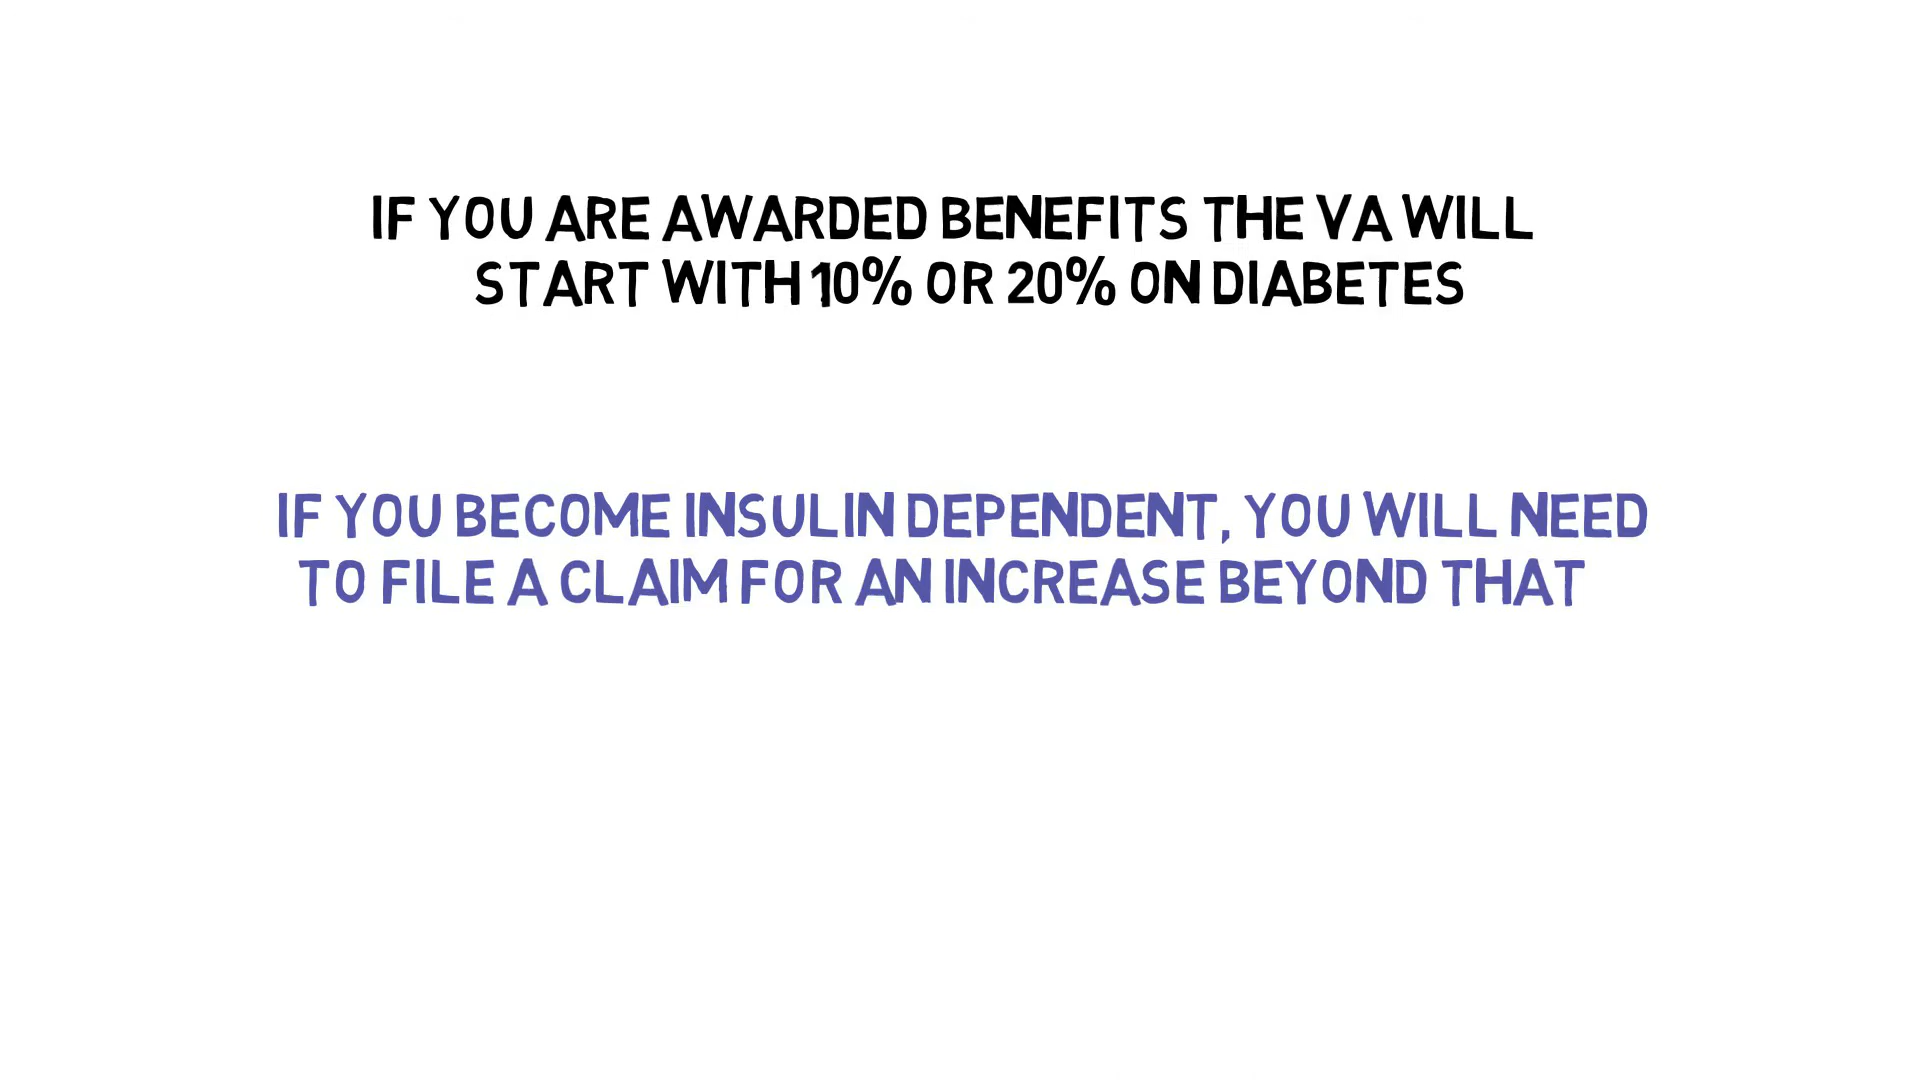 IF YOU ARE AWARDED BENEFITS THE VA WILL
START WITH 10% OR 20% ON DIABETES
IF YOU BECOME INSULIN DEPENDENT, YOU WILL NEED
TO FILE A CLAIM FOR AN INCREASE BEYOND THAT